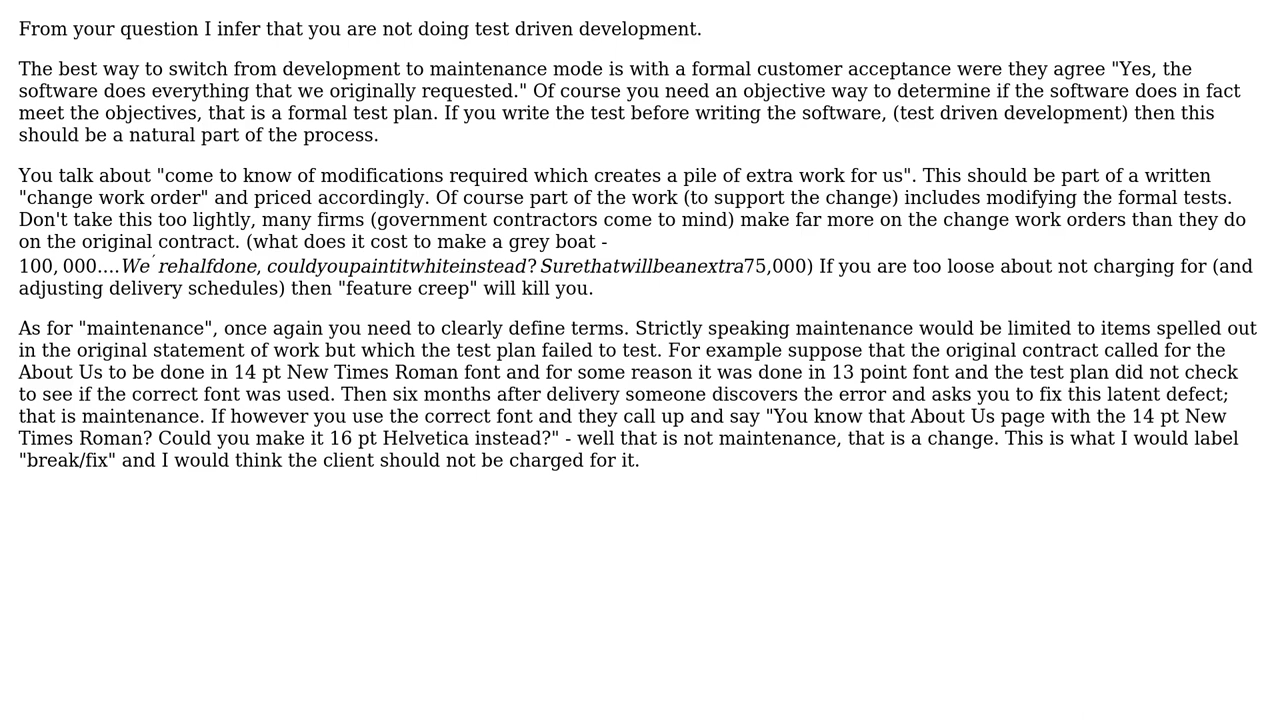 From your question I infer that you are not doing test driven development.
The best way to switch from development to maintenance mode is with a formal customer acceptance were they agree "Yes, the
software does everything that we originally requested." Of course you need an objective way to determine if the software does in fact
meet the objectives, that is a formal test plan. If you write the test before writing the software, (test driven development) then this
should be a natural part of the process.
You talk about "come to know of modifications required which creates a pile of extra work for us". This should be part of a written
"change work order" and priced accordingly. Of course part of the work (to support the change) includes modifying the formal tests.
Don't take this too lightly, many firms (government contractors come to mind) make far more on the change work orders than they do
on the original contract. (what does it cost to make a grey boat -
100, 000.... We′rehalfdone, couldyoupaintitwhiteinstead? Surethatwillbeanextra75,000) If you are too loose about not charging for (and
adjusting delivery schedules) then "feature creep" will kill you.
As for "maintenance", once again you need to clearly define terms. Strictly speaking maintenance would be limited to items spelled out
in the original statement of work but which the test plan failed to test. For example suppose that the original contract called for the
About Us to be done in 14 pt New Times Roman font and for some reason it was done in 13 point font and the test plan did not check
to see if the correct font was used. Then six months after delivery someone discovers the error and asks you to fix this latent defect;
that is maintenance. If however you use the correct font and they call up and say "You know that About Us page with the 14 pt New
Times Roman? Could you make it 16 pt Helvetica instead?" - well that is not maintenance, that is a change. This is what I would label
"break/fix" and I would think the client should not be charged for it.